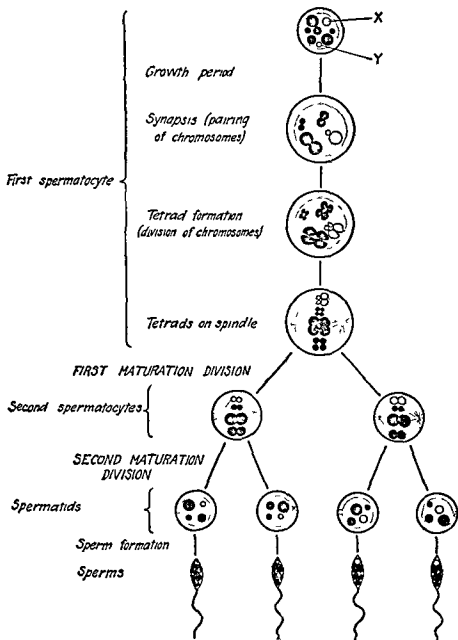 X
Y
Growth period
Synapsis (pairing
of chromosomes)
First spermatocyte
Tetrad formation
(division of chromosomes)
Tetrads on spindle
FIRST MATURATION DIVISION
Second spermatocytes
SECOND MATURATION
DIVISION
Spermatids
Sperm formation
Sperms